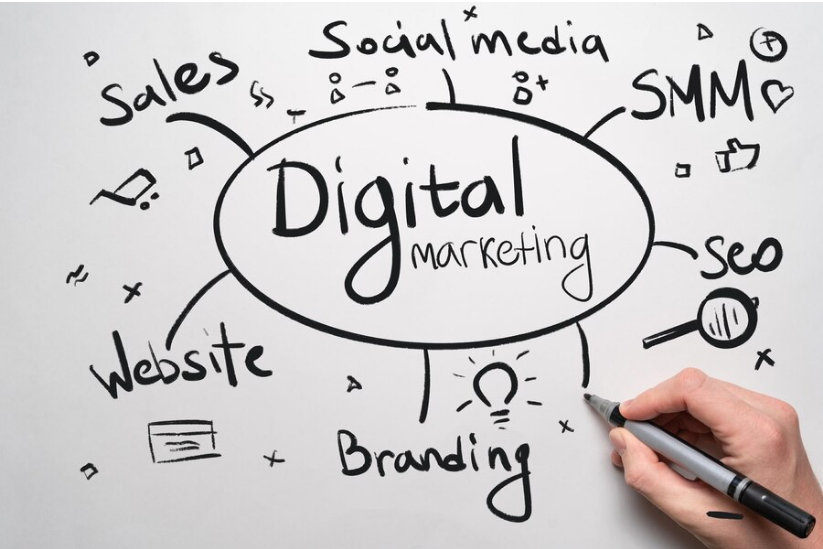 Social media
Sales
SMM
Digital
marketing
SEO
Website
Branding